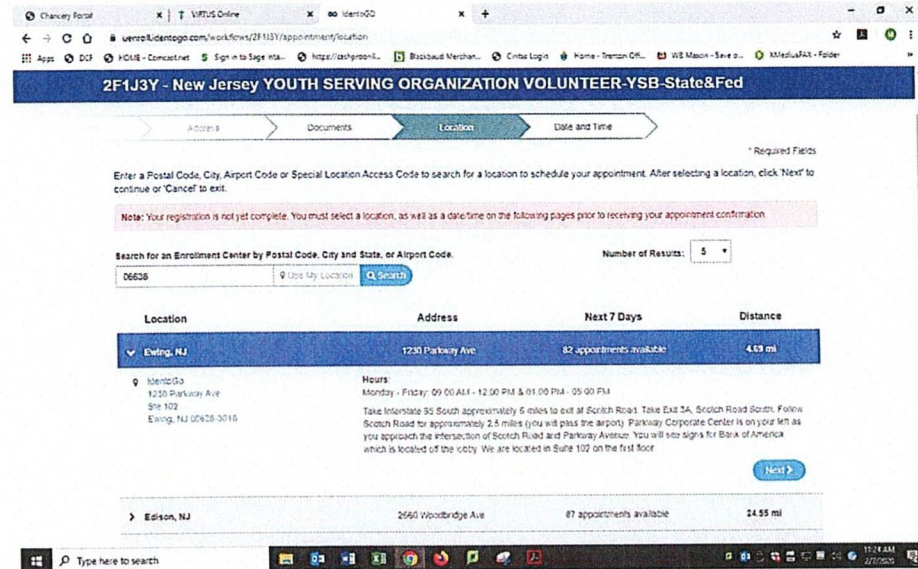 Chancery Portal
VIRTUS Online
IdentoGO
uenroll.identogo.com/workflows/2F1J3Y/appointment/location
Apps DCF HOME - Comcast.net Sign in to Sage Inta... Blackbaud Merchan... Cintas Login Home - Trenton Off... WB Mason - Save o... XMediusFAX - Folder
2F1J3Y - New Jersey YOUTH SERVING ORGANIZATION VOLUNTEER-YSB-State&Fed
Address Documents Location Date and Time
* Required Fields
Enter a Postal Code, City, Airport Code or Special Location Access Code to search for a location to schedule your appointment. After selecting a location, click 'Next' to
continue or 'Cancel' to exit.
Note: Your registration is not yet complete. You must select a location, as well as a date/time on the following pages prior to receiving your appointment confirmation.
Search for an Enrollment Center by Postal Code, City and State, or Airport Code.
Number of Results: 5
Use My Location Search
Location Address Next 7 Days Distance
Ewing, NJ 1230 Parkway Ave 82 appointments available 4.69 mi
IdentoGo
1230 Parkway Ave
Ste 102
Ewing, NJ
Hours:
Monday - Friday: 09:00 AM - 12:00 PM & 01:00 PM - 05:00 PM
Take Interstate 95 South approximately 6 miles to exit at Scotch Road. Take Exit 3A, Scotch Road South. Follow
Scotch Road for approximately 2.5 miles (you will pass the airport). Parkway Corporate Center is on your left as
you approach the intersection of Scotch Road and Parkway Avenue. You will see signs for Bank of America
which is located off the lobby. We are located in Suite 102 on the first floor.
Next
Edison, NJ 2660 Woodbridge Ave 87 appointments available 24.55 mi
Type here to search
11:24 AM
2/7/2020